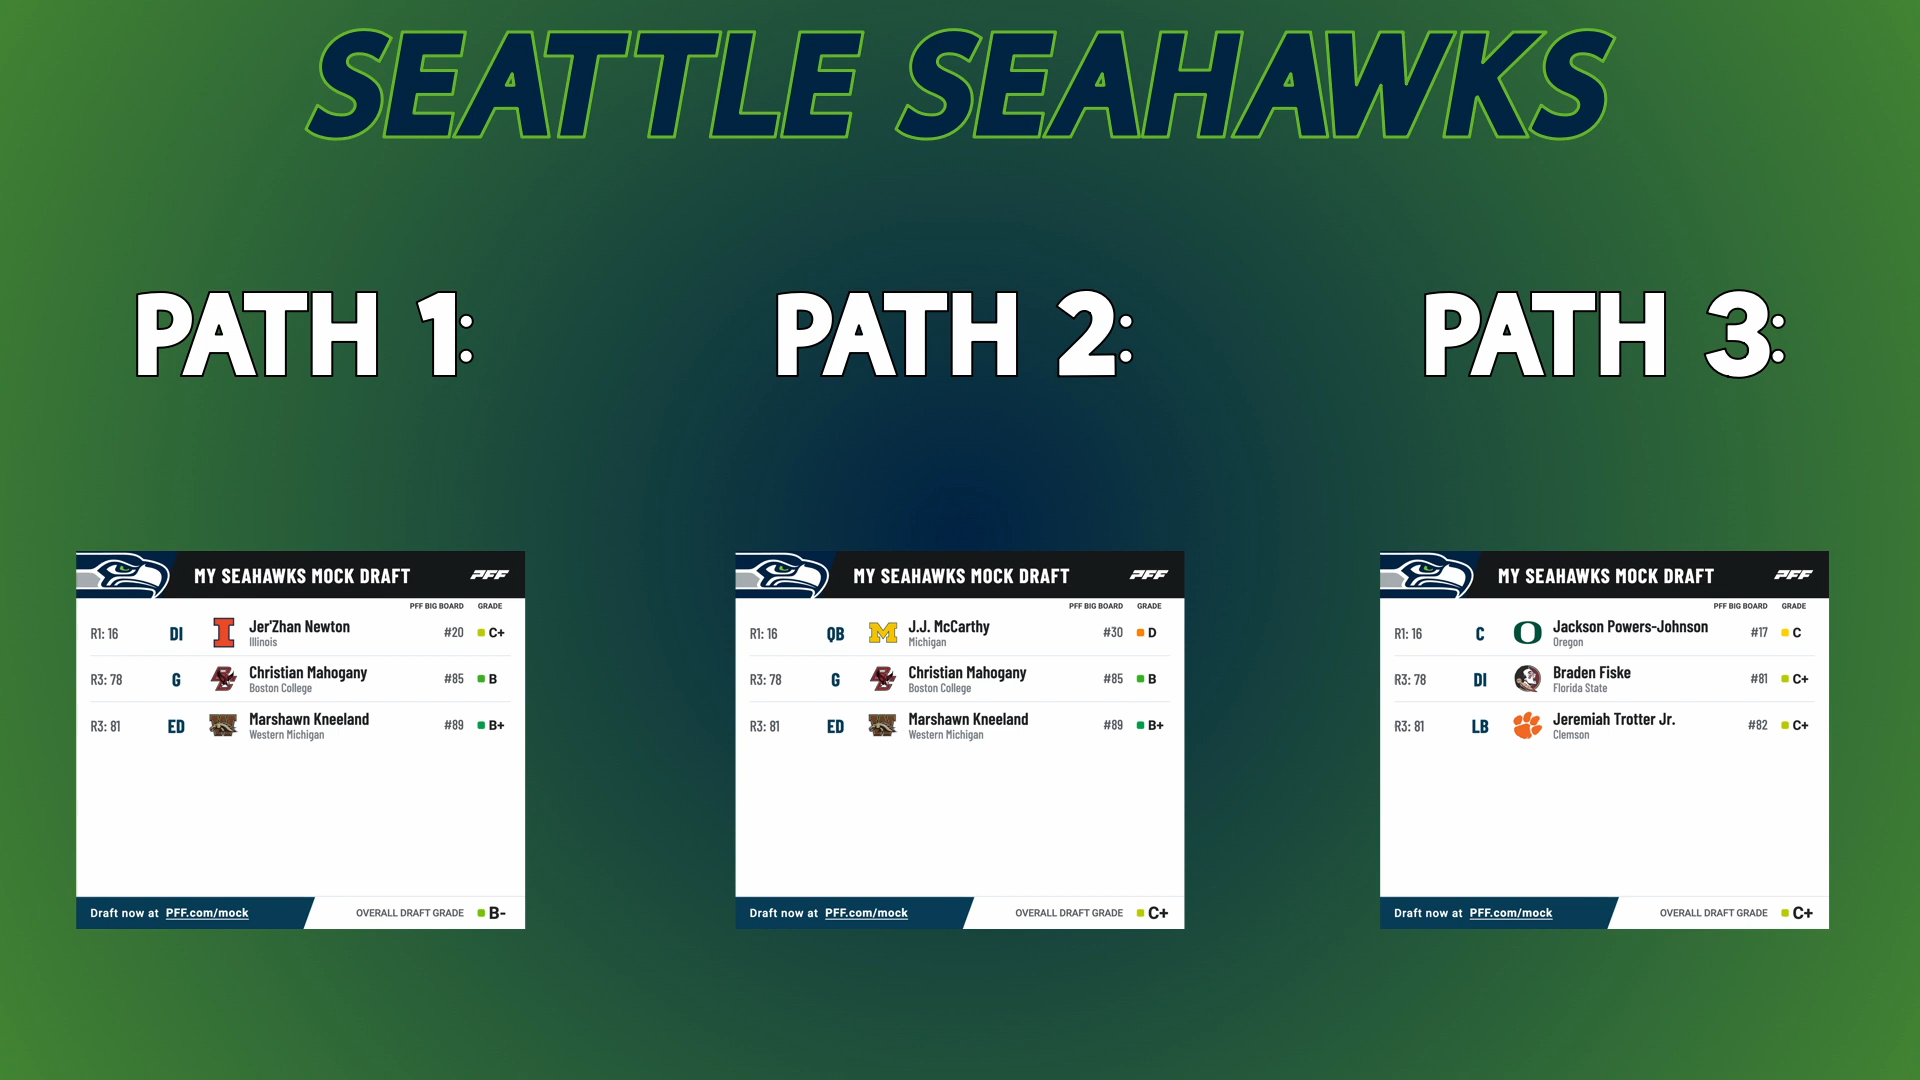 SEATTLE SEAHAWKS
PATH 1:
MY SEAHAWKS MOCK DRAFT PFF
PFF BIG BOARD GRADE
R1: 16 DI Jer'Zhan Newton #20 C+
Illinois
R3: 78 G Christian Mahogany #85 B
Boston College
R3: 81 ED Marshawn Kneeland #89 B+
Western Michigan
Draft now at PFF.com/mock OVERALL DRAFT GRADE B-
PATH 2:
MY SEAHAWKS MOCK DRAFT PFF
PFF BIG BOARD GRADE
R1: 16 QB J.J. McCarthy #30 D
Michigan
R3: 78 G Christian Mahogany #85 B
Boston College
R3: 81 ED Marshawn Kneeland #89 B+
Western Michigan
Draft now at PFF.com/mock OVERALL DRAFT GRADE C+
PATH 3:
MY SEAHAWKS MOCK DRAFT PFF
PFF BIG BOARD GRADE
R1: 16 C Jackson Powers-Johnson #17 C
Oregon
R3: 78 DI Braden Fiske #81 C+
Florida State
R3: 81 LB Jeremiah Trotter Jr. #82 C+
Clemson
Draft now at PFF.com/mock OVERALL DRAFT GRADE C+